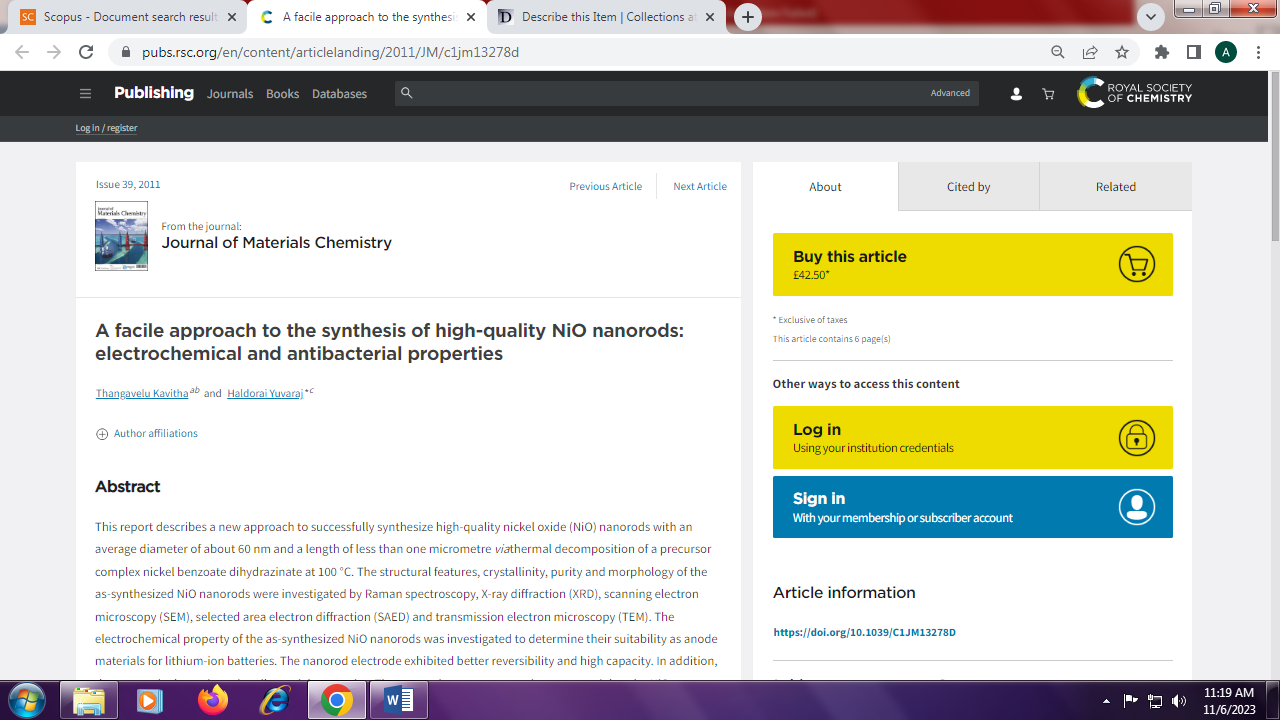 Scopus - Document search result
A facile approach to the synthesi
Describe this Item | Collections a
pubs.rsc.org/en/content/articlelanding/2011/JM/c1jm13278d
A
Publishing Journals Books Databases
Advanced
ROYAL SOCIETY
OF CHEMISTRY
Log in / register
Issue 39, 2011
Previous Article
Next Article
Journal of
Materials Chemistry
From the journal:
Journal of Materials Chemistry
A facile approach to the synthesis of high-quality NiO nanorods:
electrochemical and antibacterial properties
Thangavelu Kavitha ab and Haldorai Yuvaraj *c
Author affiliations
Abstract
This report describes a new approach to successfully synthesize high-quality nickel oxide (NiO) nanorods with an
average diameter of about 60 nm and a length of less than one micrometre viathermal decomposition of a precursor
complex nickel benzoate dihydrazinate at 100 °C. The structural features, crystallinity, purity and morphology of the
as-synthesized NiO nanorods were investigated by Raman spectroscopy, X-ray diffraction (XRD), scanning electron
microscopy (SEM), selected area electron diffraction (SAED) and transmission electron microscopy (TEM). The
electrochemical property of the as-synthesized NiO nanorods was investigated to determine their suitability as anode
materials for lithium-ion batteries. The nanorod electrode exhibited better reversibility and high capacity. In addition,
About
Cited by
Related
Buy this article
£42.50*
* Exclusive of taxes
This article contains 6 page(s)
Other ways to access this content
Log in
Using your institution credentials
Sign in
With your membership or subscriber account
Article information
https://doi.org/10.1039/C1JM13278D
11:19 AM
11/6/2023